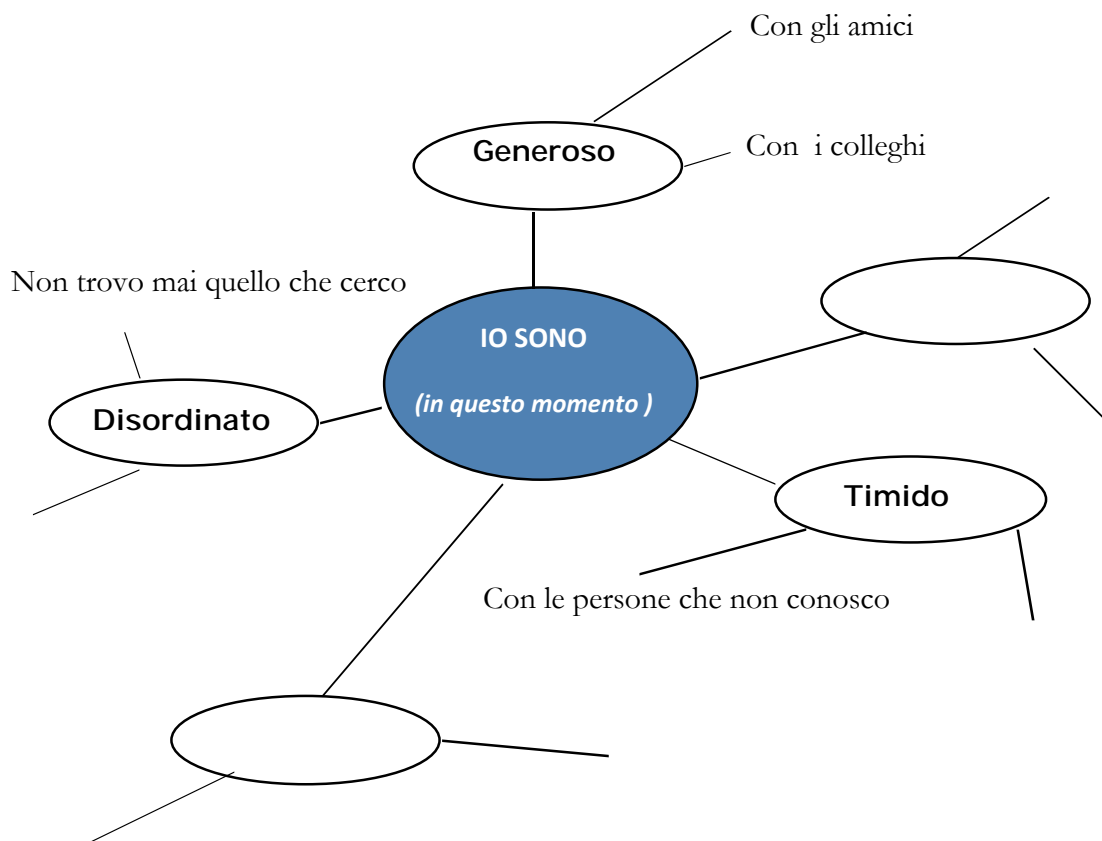 Con gli amici
Generoso
Con i colleghi
Non trovo mai quello che cerco
IO SONO
(in questo momento )
Disordinato
Timido
Con le persone che non conosco